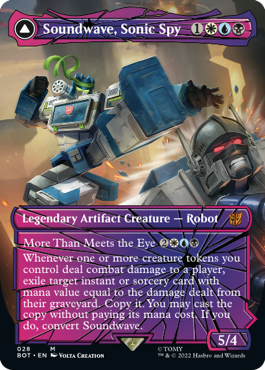 Soundwave, Sonic Spy 1
Legendary Artifact Creature — Robot
More Than Meets the Eye 2
Whenever one or more creature tokens you
control deal combat damage to a player,
exile target instant or sorcery card with
mana value equal to the damage dealt from
their graveyard. Copy it. You may cast the
copy without paying its mana cost. If you
do, convert Soundwave.
5/4
028 M
BOT • EN VOLTA CREATION
©TOMY
™ & © 2022 Hasbro and Wizards